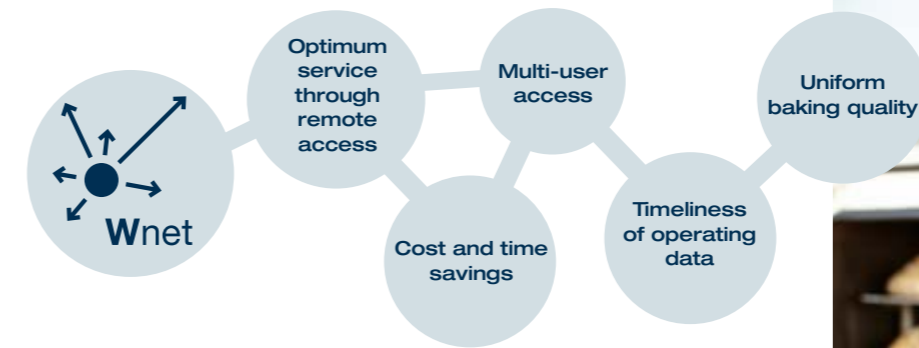 Wnet
Optimum
service
through
remote
access
Multi-user
access
Cost and time
savings
Timeliness
of operating
data
Uniform
baking quality